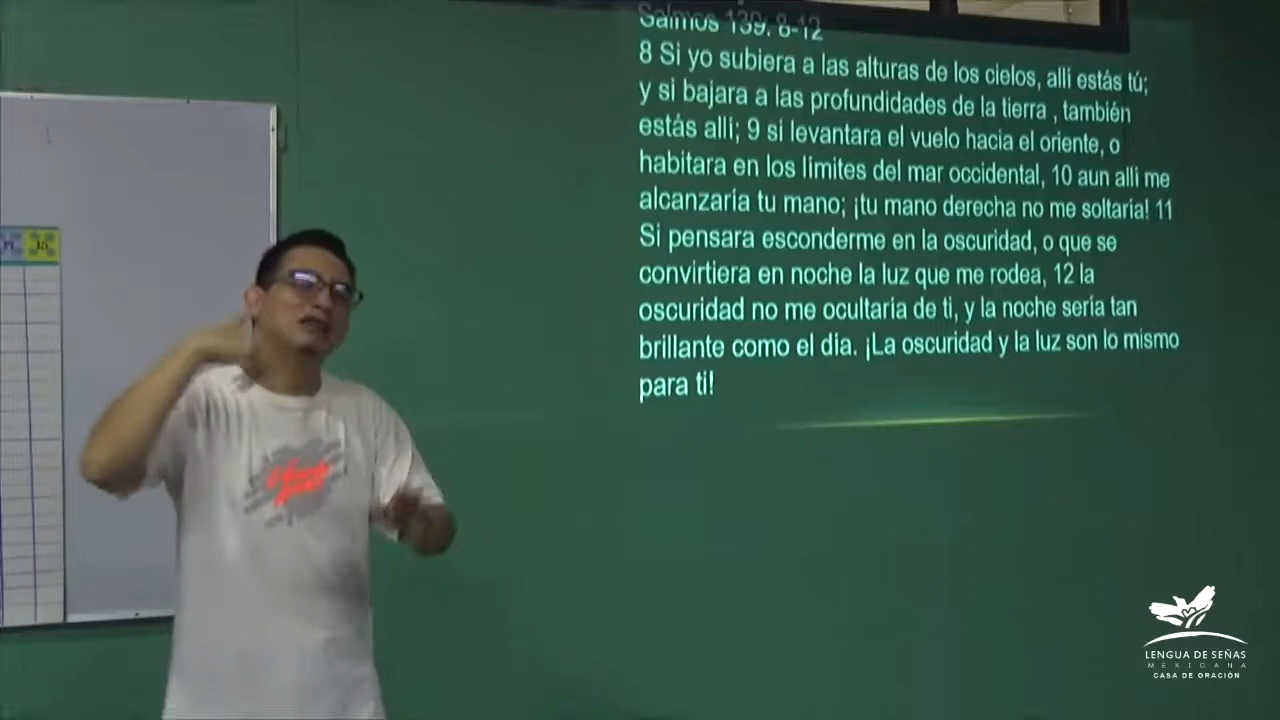 Salmos 139: 8-12
8 Si yo subiera a las alturas de los cielos, allí estás tú;
y si bajara a las profundidades de la tierra , también
estás allí; 9 si levantara el vuelo hacia el oriente, o
habitara en los límites del mar occidental, 10 aun allí me
alcanzaría tu mano; ¡tu mano derecha no me soltaría! 11
Si pensara esconderme en la oscuridad, o que se
convirtiera en noche la luz que me rodea, 12 la
oscuridad no me ocultaría de ti, y la noche sería tan
brillante como el día. ¡La oscuridad y la luz son lo mismo
para ti!
LENGUA DE SEÑAS
MEXICANA
CASA DE ORACIÓN